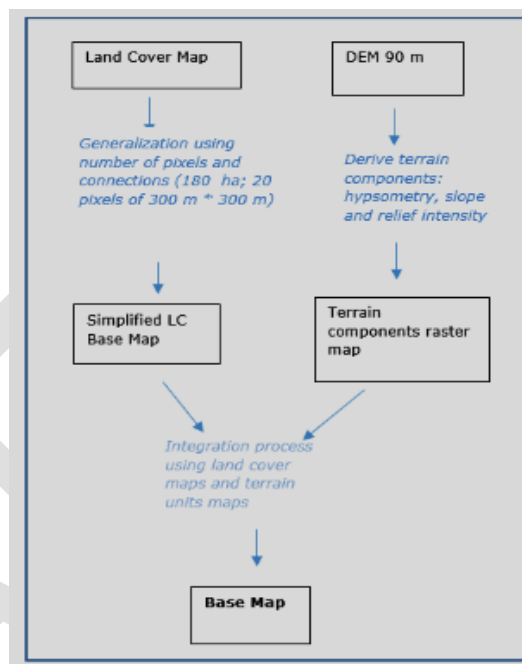 Land Cover Map
DEM 90 m
Generalization using
number of pixels and
connections (180 ha; 20
pixels of 300 m * 300 m)
Derive terrain
components:
hypsometry, slope
and relief intensity
Simplified LC
Base Map
Terrain
components raster
map
Integration process
using land cover
maps and terrain
units maps
Base Map